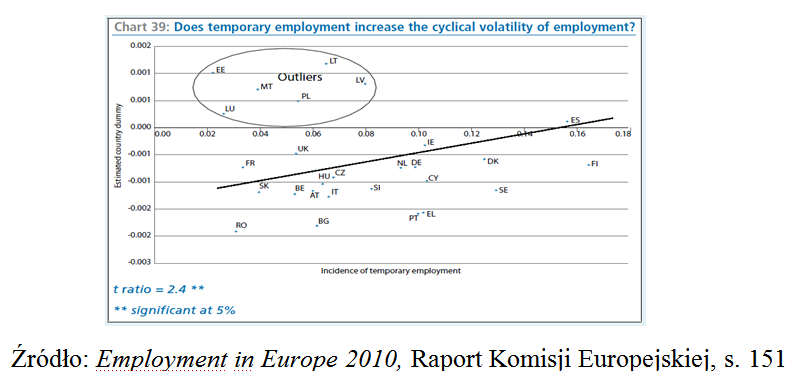 Chart 39: Does temporary employment increase the cyclical volatility of employment?
0.002
LT
0.001
EE
Outliers
LV
MT
0.001
PL
LU
ES
0.000
0.00 0.02 0.04 0.06 0.08 0.10 0.12 0.14 0.16 0.18
IE
UK
-0.001
FR
NL DE
DK
FI
HU CZ
CY
-0.001
SK
BE
AT
IT
SI
SE
-0.002
PT EL
RO
BG
-0.002
-0.003
Estimated country dummy
Incidence of temporary employment
t ratio = 2.4 **
** significant at 5%
Źródło: Employment in Europe 2010, Raport Komisji Europejskiej, s. 151